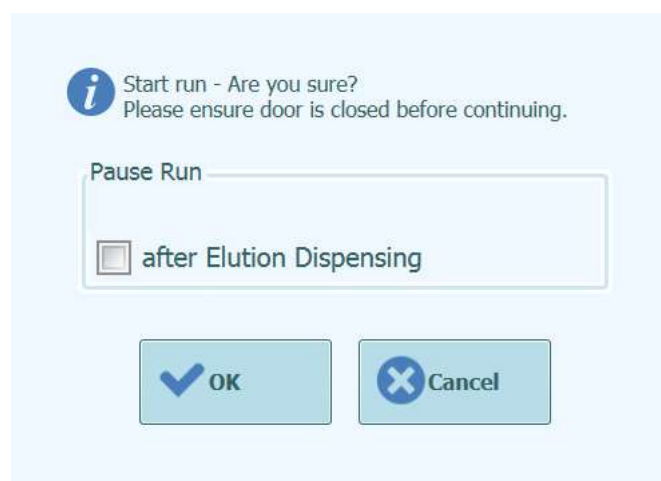 Start run - Are you sure?
Please ensure door is closed before continuing.
Pause Run
after Elution Dispensing
OK
Cancel